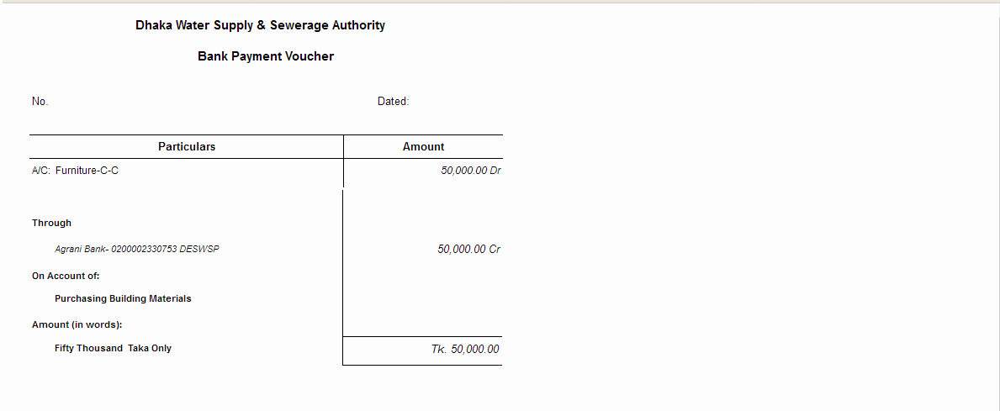 Dhaka Water Supply & Sewerage Authority
Bank Payment Voucher
No. Dated:
Particulars Amount
A/C: Furniture-C-C 50,000.00 Dr
Through
Agrani Bank- 0200002330753 DESWSP 50,000.00 Cr
On Account of:
Purchasing Building Materials
Amount (in words):
Fifty Thousand Taka Only Tk. 50,000.00